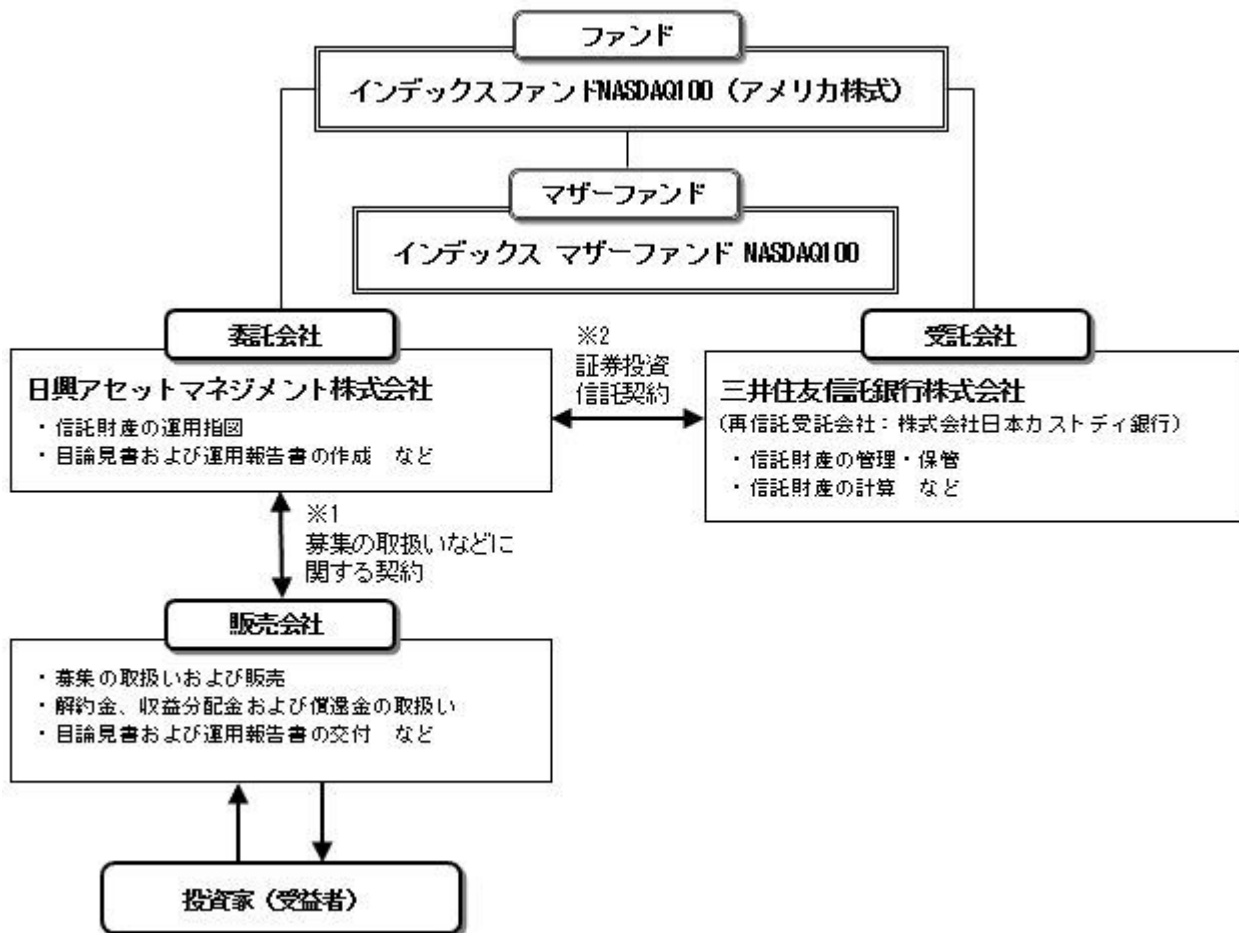 ファンド
インデックスファンドNASDAQ100（アメリカ株式）
マザーファンド
インデックス マザーファンド NASDAQ100
委託会社
日興アセットマネジメント株式会社
・信託財産の運用指図
・目論見書および運用報告書の作成　など
※2
証券投資
信託契約
受託会社
三井住友信託銀行株式会社
（再信託受託会社：株式会社日本カストディ銀行）
・信託財産の管理・保管
・信託財産の計算　など
※1
募集の取扱いなどに
関する契約
販売会社
・募集の取扱いおよび販売
・解約金、収益分配金および償還金の取扱い
・目論見書および運用報告書の交付　など
投資家（受益者）